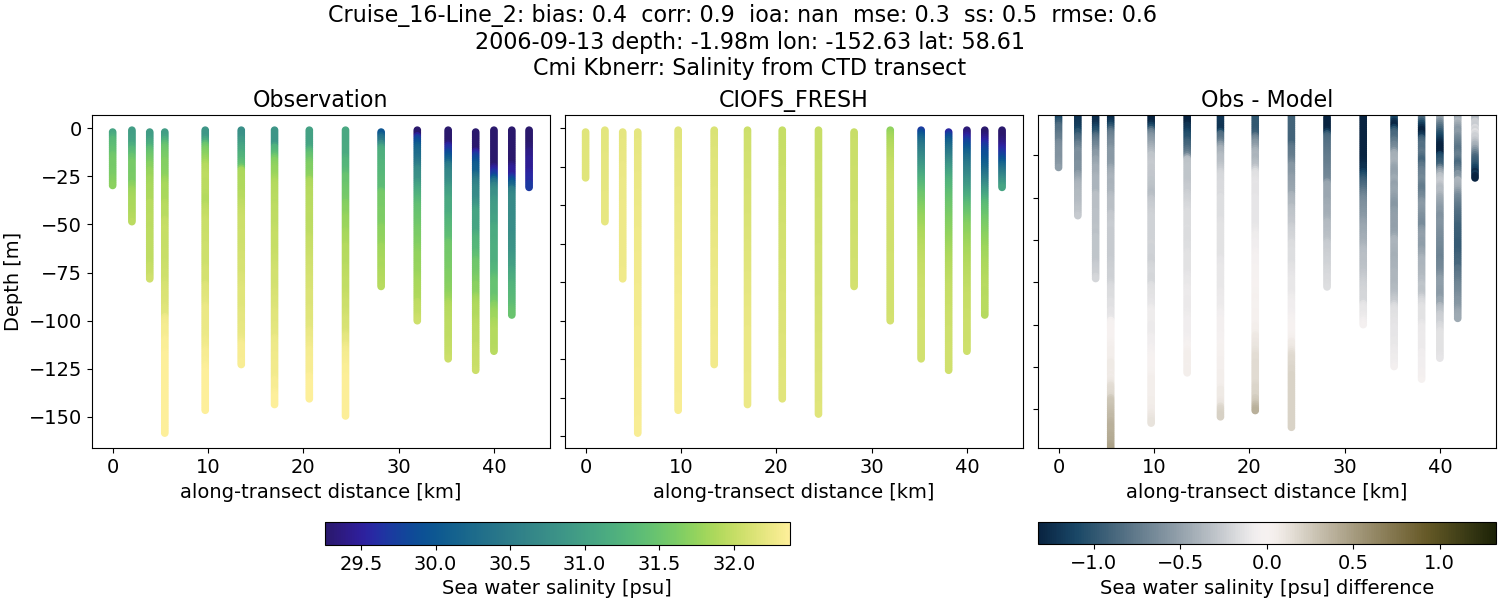 Cruise_16-Line_2: bias: 0.4  corr: 0.9  ioa: nan  mse: 0.3  ss: 0.5  rmse: 0.6
2006-09-13 depth: -1.98m lon: -152.63 lat: 58.61
Cmi Kbnerr: Salinity from CTD transect
Observation
CIOFS_FRESH
Obs - Model
Depth [m]
0
−25
−50
−75
−100
−125
−150
0 10 20 30 40
0 10 20 30 40
0 10 20 30 40
along-transect distance [km]
along-transect distance [km]
along-transect distance [km]
29.5 30.0 30.5 31.0 31.5 32.0
Sea water salinity [psu]
−1.0 −0.5 0.0 0.5 1.0
Sea water salinity [psu] difference